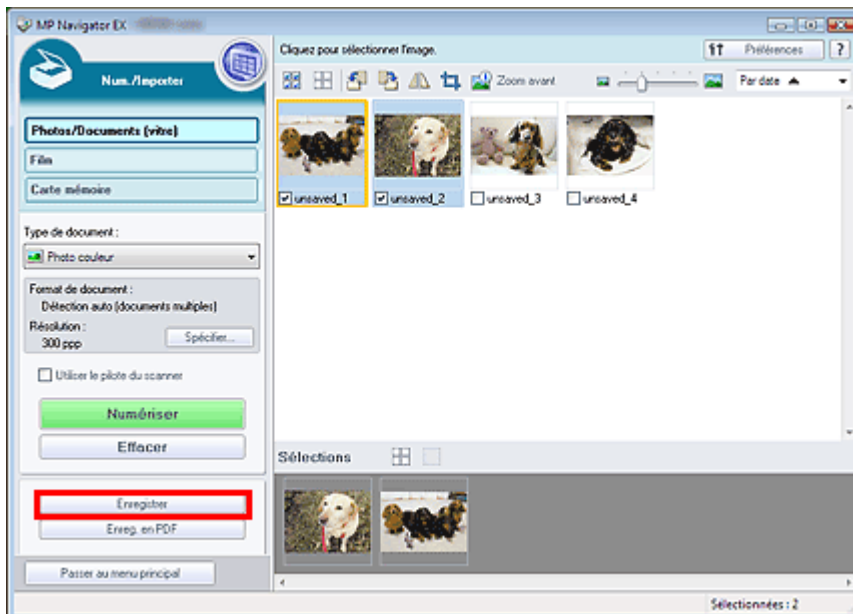 MP Navigator EX
Num./Importer
Photos/Documents (vitre)
Film
Carte mémoire
Type de document :
Photo couleur
Format de document :
Détection auto (documents multiples)
Résolution :
300 ppp
Spécifier...
Utiliser le pilote du scanner
Numériser
Effacer
Enregistrer
Enreg. en PDF
Passer au menu principal
Cliquez pour sélectionner l'image.
Préférences
?
Zoom avant
Par date
unsaved_1
unsaved_2
unsaved_3
unsaved_4
Sélections
Sélectionnées : 2